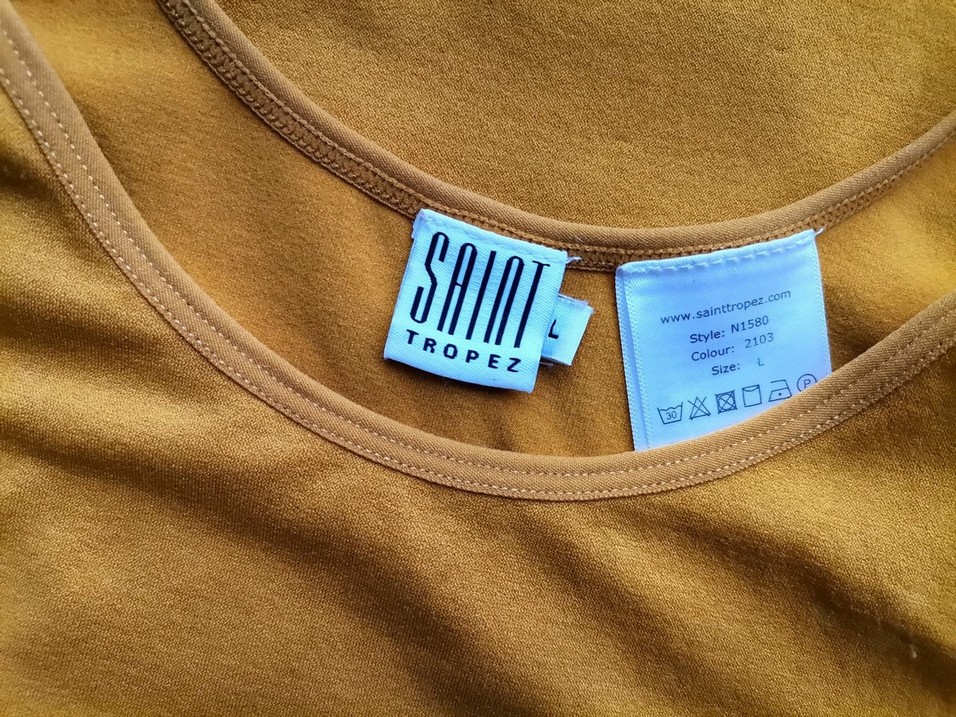 SAINT
TROPEZ
L
www.sainttropez.com
Style: N1580
Colour: 2103
Size: L
30
P